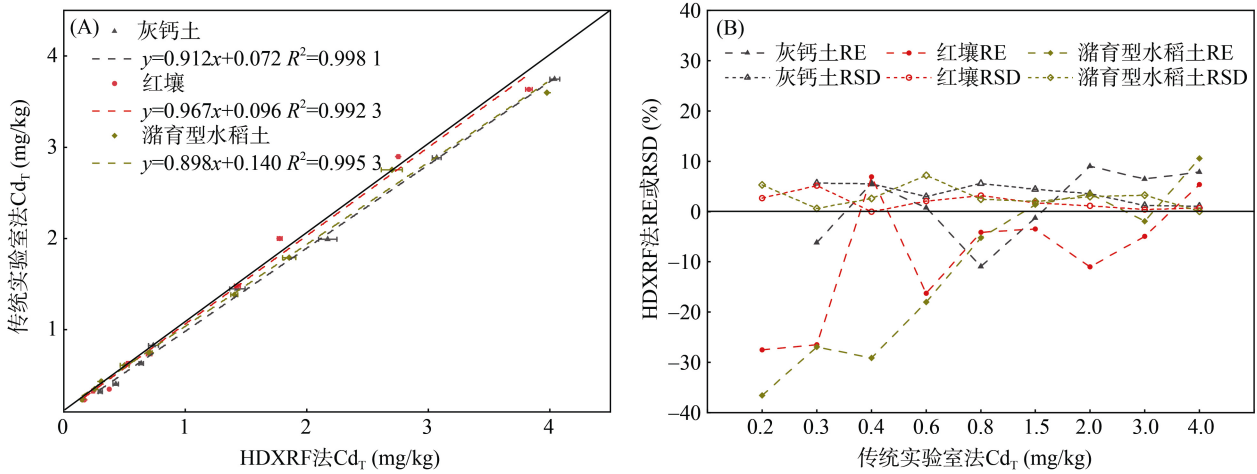 (A)
灰钙土
y=0.912x+0.072 R²=0.998 1
红壤
y=0.967x+0.096 R²=0.992 3
潴育型水稻土
y=0.898x+0.140 R²=0.995 3
传统实验室法Cd_T (mg/kg)
4
3
2
1
0 1 2 3 4
HDXRF法Cd_T (mg/kg)
(B)
灰钙土RE 红壤RE 潴育型水稻土RE
灰钙土RSD 红壤RSD 潴育型水稻土RSD
HDXRF法RE或RSD (%)
40
30
20
10
0
−10
−20
−30
−40
0.2 0.3 0.4 0.6 0.8 1.5 2.0 3.0 4.0
传统实验室法Cd_T (mg/kg)